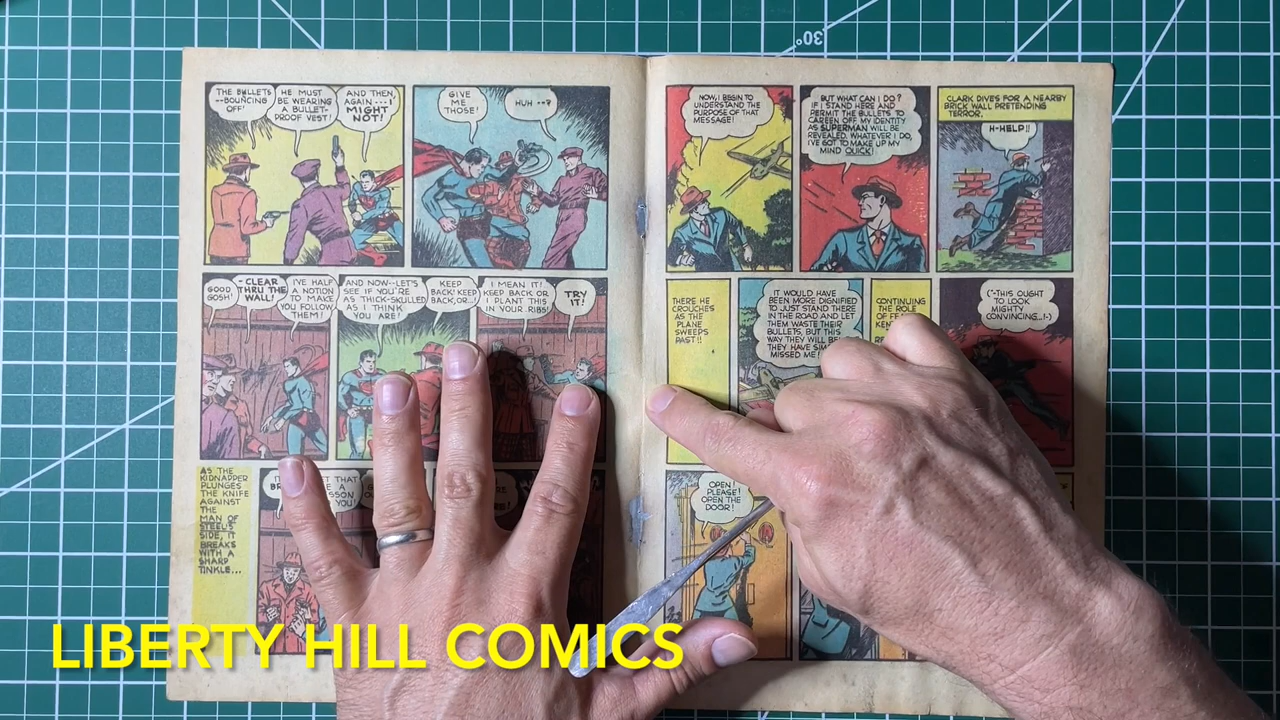 THE BULLETS
--BOUNCING
OFF!
HE MUST
BE WEARING
A BULLET-
PROOF VEST!
AND THEN,
AGAIN ---I
MIGHT
NOT!
GIVE
ME
THOSE!
HUH --?
GOOD
GOSH!
-CLEAR
THRU THE
WALL!
I'VE HALF
A NOTION
TO MAKE
YOU FOLLOW
THEM!
AND NOW--LET'S
SEE IF YOU'RE
AS THICK-SKULLED
AS I THINK
YOU ARE!
KEEP
BACK! KEEP
BACK, OR...!
I MEAN IT!
KEEP BACK OR
I PLANT THIS
IN YOUR RIBS!
TRY
IT!
AS THE
KIDNAPPER
PLUNGES
THE KNIFE
AGAINST
THE
MAN OF
STEEL'S
SIDE, IT
BREAKS
WITH A
SHARP
TINKLE...
NOW, I BEGIN TO
UNDERSTAND THE
PURPOSE OF THAT
MESSAGE!
BUT WHAT CAN I DO?
IF I STAND HERE AND
PERMIT THE BULLETS TO
CAREEN OFF MY IDENTITY
AS SUPERMAN WILL BE
REVEALED. WHATEVER I DO,
I'VE GOT TO MAKE UP MY
MIND QUICK!
CLARK DIVES FOR A NEARBY
BRICK WALL PRETENDING
TERROR.
H-HELP!!
THERE HE
CROUCHES
AS THE
PLANE
SWEEPS
PAST!!
IT WOULD HAVE
BEEN MORE DIGNIFIED
TO JUST STAND THERE
IN THE ROAD AND LET
THEM WASTE THEIR
BULLETS, BUT THIS
WAY THEY WILL
THEY HAVE
MISSED ME
CONTINUING
THE ROLE
OF
(-THIS OUGHT
TO LOOK
MIGHTY
CONVINCING...!-)
OPEN!
PLEASE!
OPEN THE
DOOR!
LIBERTY HILL COMICS
30°